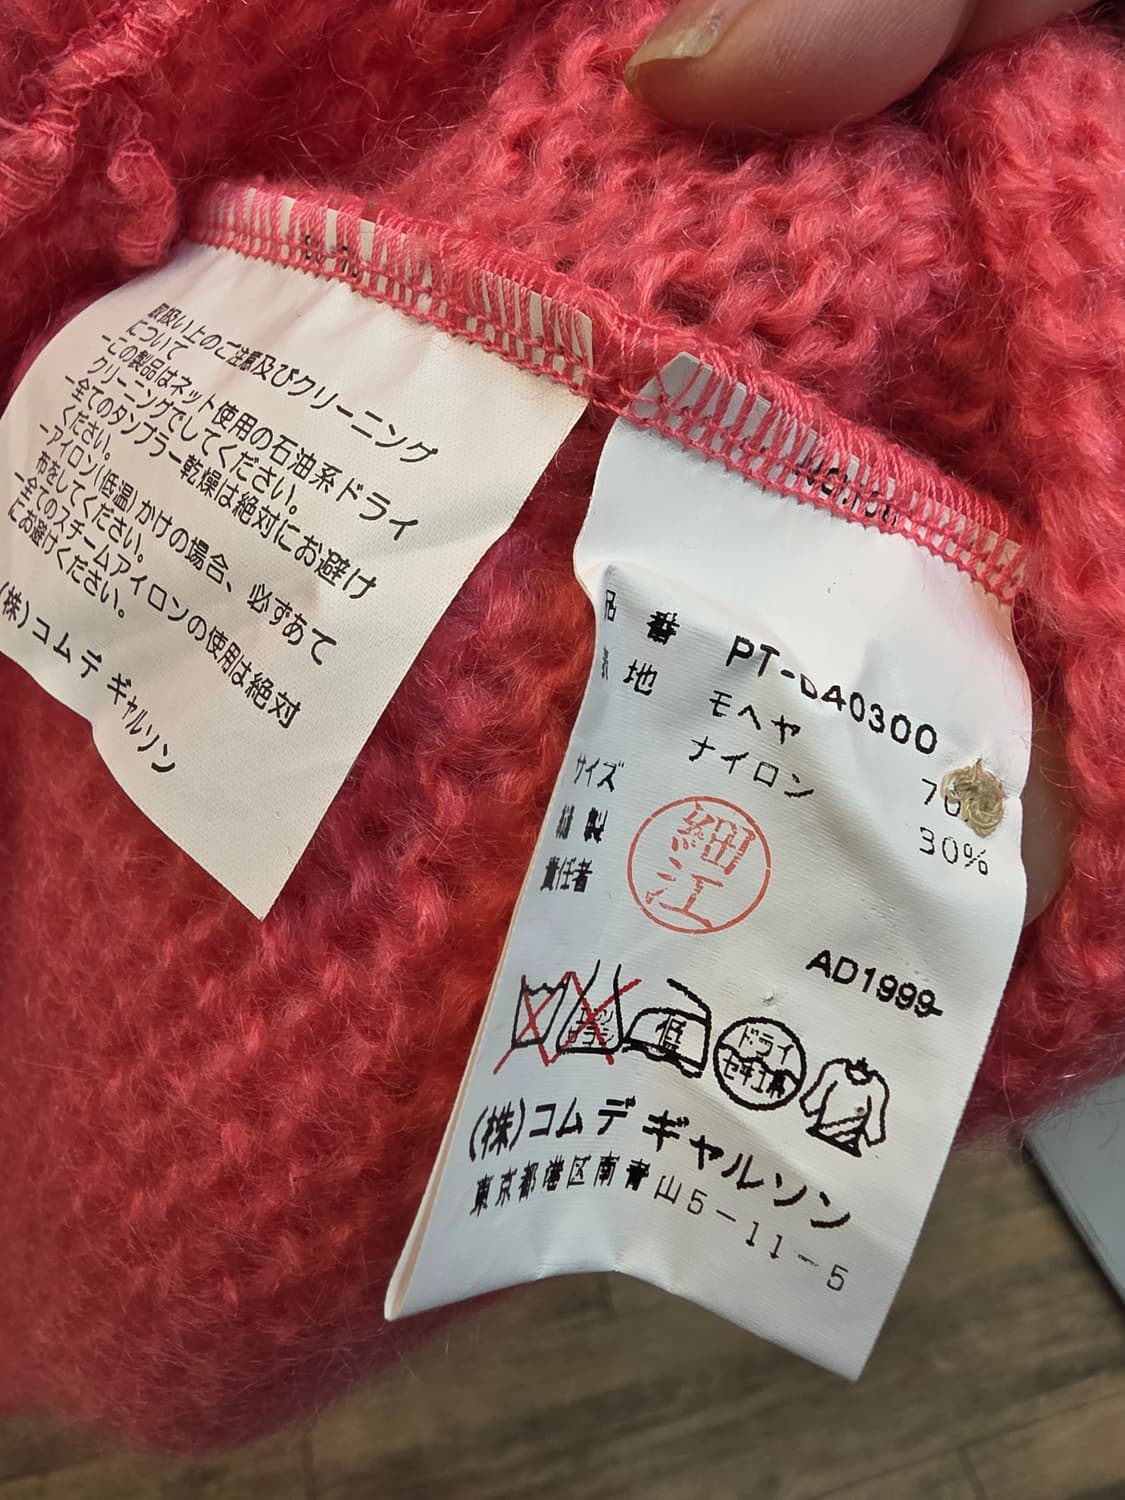 取扱い上のご注意及びクリーニング
について
-この製品はネット使用の石油系ドライ
クリーニングでしてください。
-全てのタンブラー乾燥は絶対にお避け
ください。
-アイロン(低温)かけの場合、必ずあて
布をしてください。
-全てのスチームアイロンの使用は絶対
にお避けください。
(株)コム デ ギャルソン
品 番 PT-040300
地 モヘヤ
ナイロン 30%
サイズ
縫製
責任者
細江
AD1999
低
ドライ
セキユ系
(株)コム デ ギャルソン
東京都港区南青山5-11-5